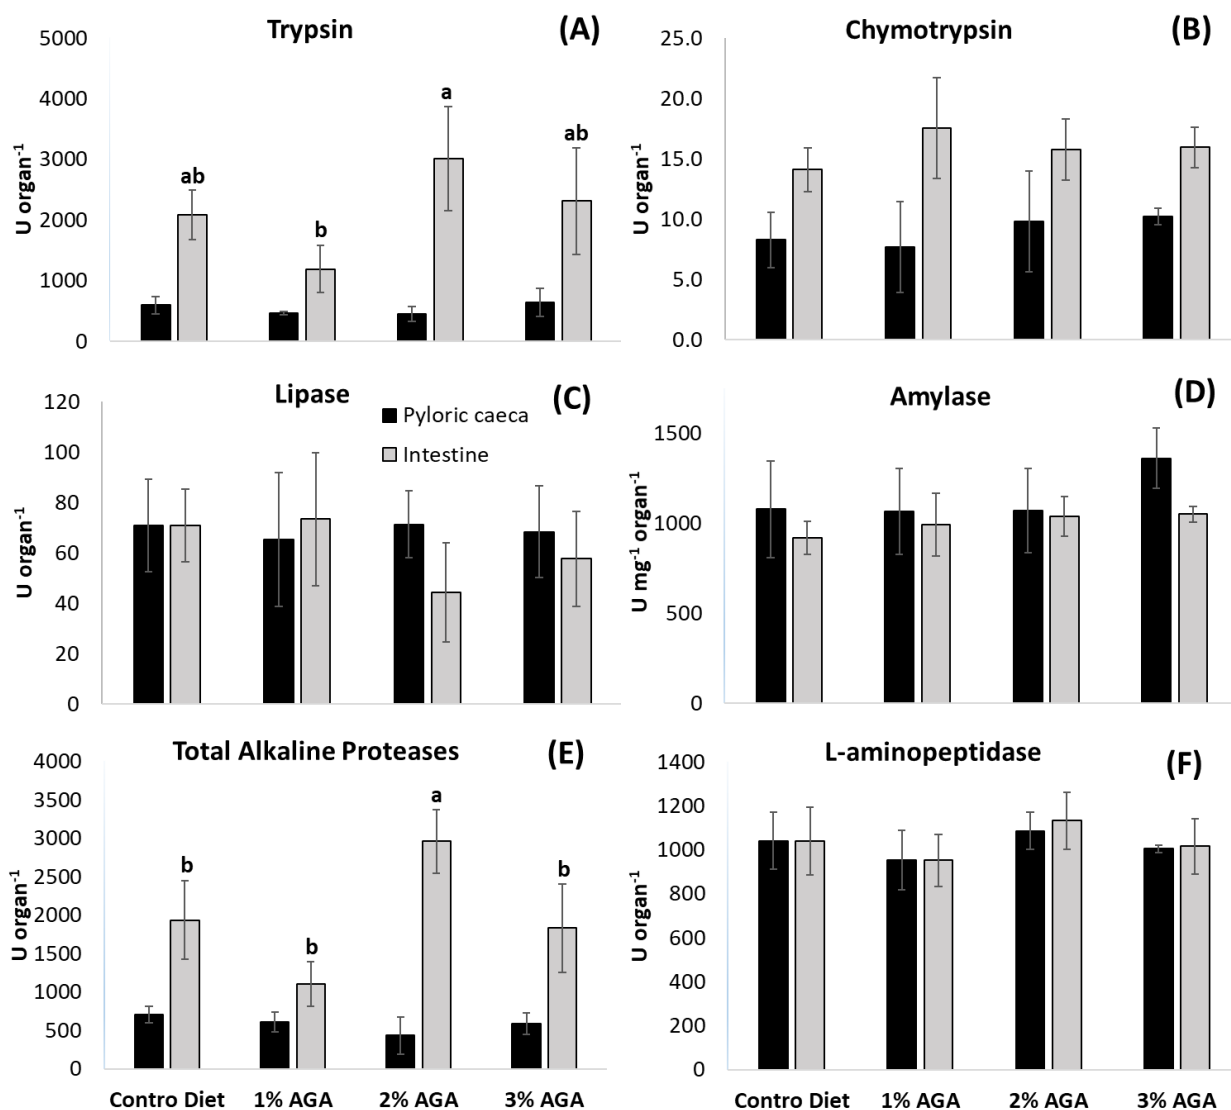 Trypsin (A)
5000
4000
3000
2000
1000
0
U organ⁻¹
ab
b
a
ab
Chymotrypsin (B)
25.0
20.0
15.0
10.0
5.0
0.0
U organ⁻¹
Lipase (C)
120
100
80
60
40
20
0
U organ⁻¹
Pyloric caeca
Intestine
Amylase (D)
1500
1000
500
0
U mg⁻¹ organ⁻¹
Total Alkaline Proteases (E)
4000
3500
3000
2500
2000
1500
1000
500
0
U organ⁻¹
b
b
a
b
Contro Diet 1% AGA 2% AGA 3% AGA
L-aminopeptidase (F)
1400
1200
1000
800
600
400
200
0
U organ⁻¹
Contro Diet 1% AGA 2% AGA 3% AGA